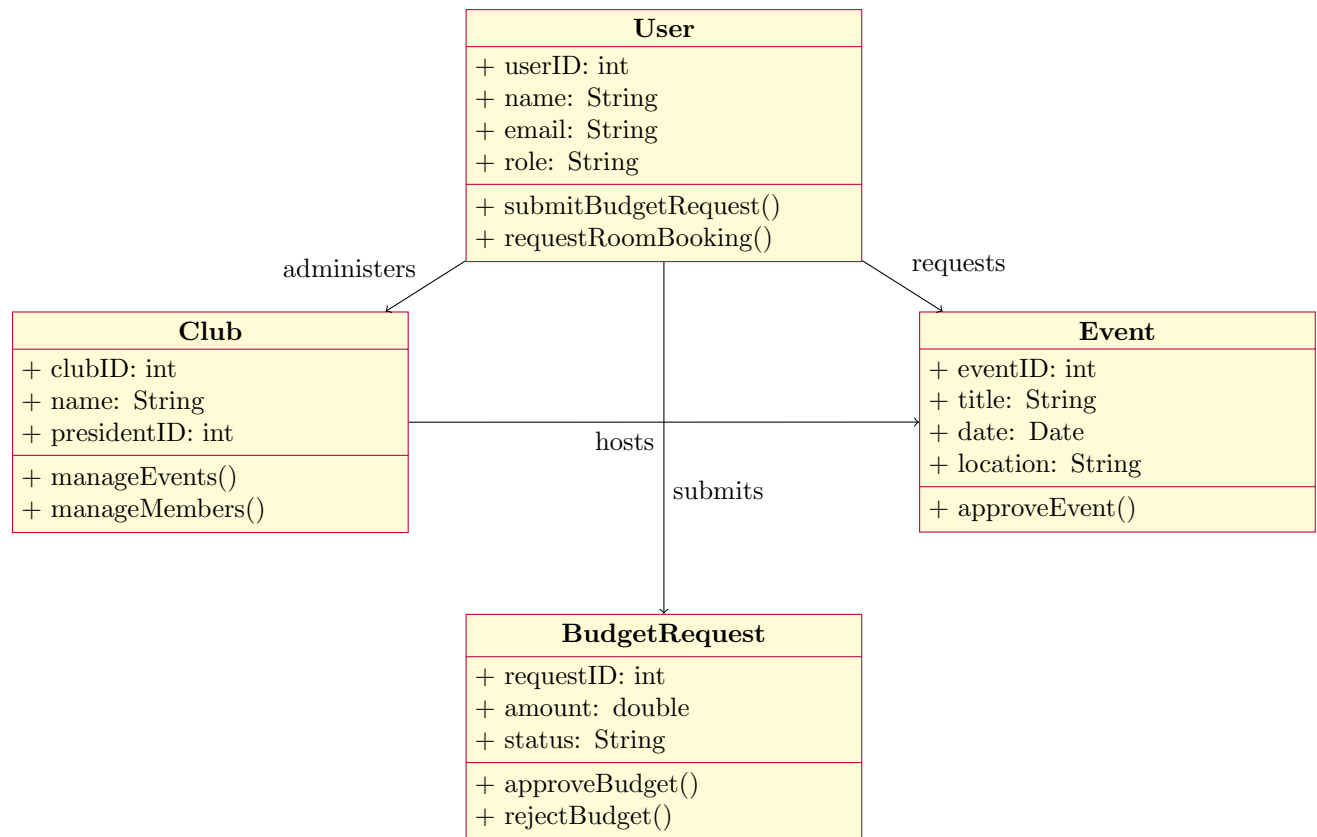 User
+ userID: int
+ name: String
+ email: String
+ role: String
+ submitBudgetRequest()
+ requestRoomBooking()
administers
requests
Club
+ clubID: int
+ name: String
+ presidentID: int
+ manageEvents()
+ manageMembers()
Event
+ eventID: int
+ title: String
+ date: Date
+ location: String
+ approveEvent()
hosts
submits
BudgetRequest
+ requestID: int
+ amount: double
+ status: String
+ approveBudget()
+ rejectBudget()